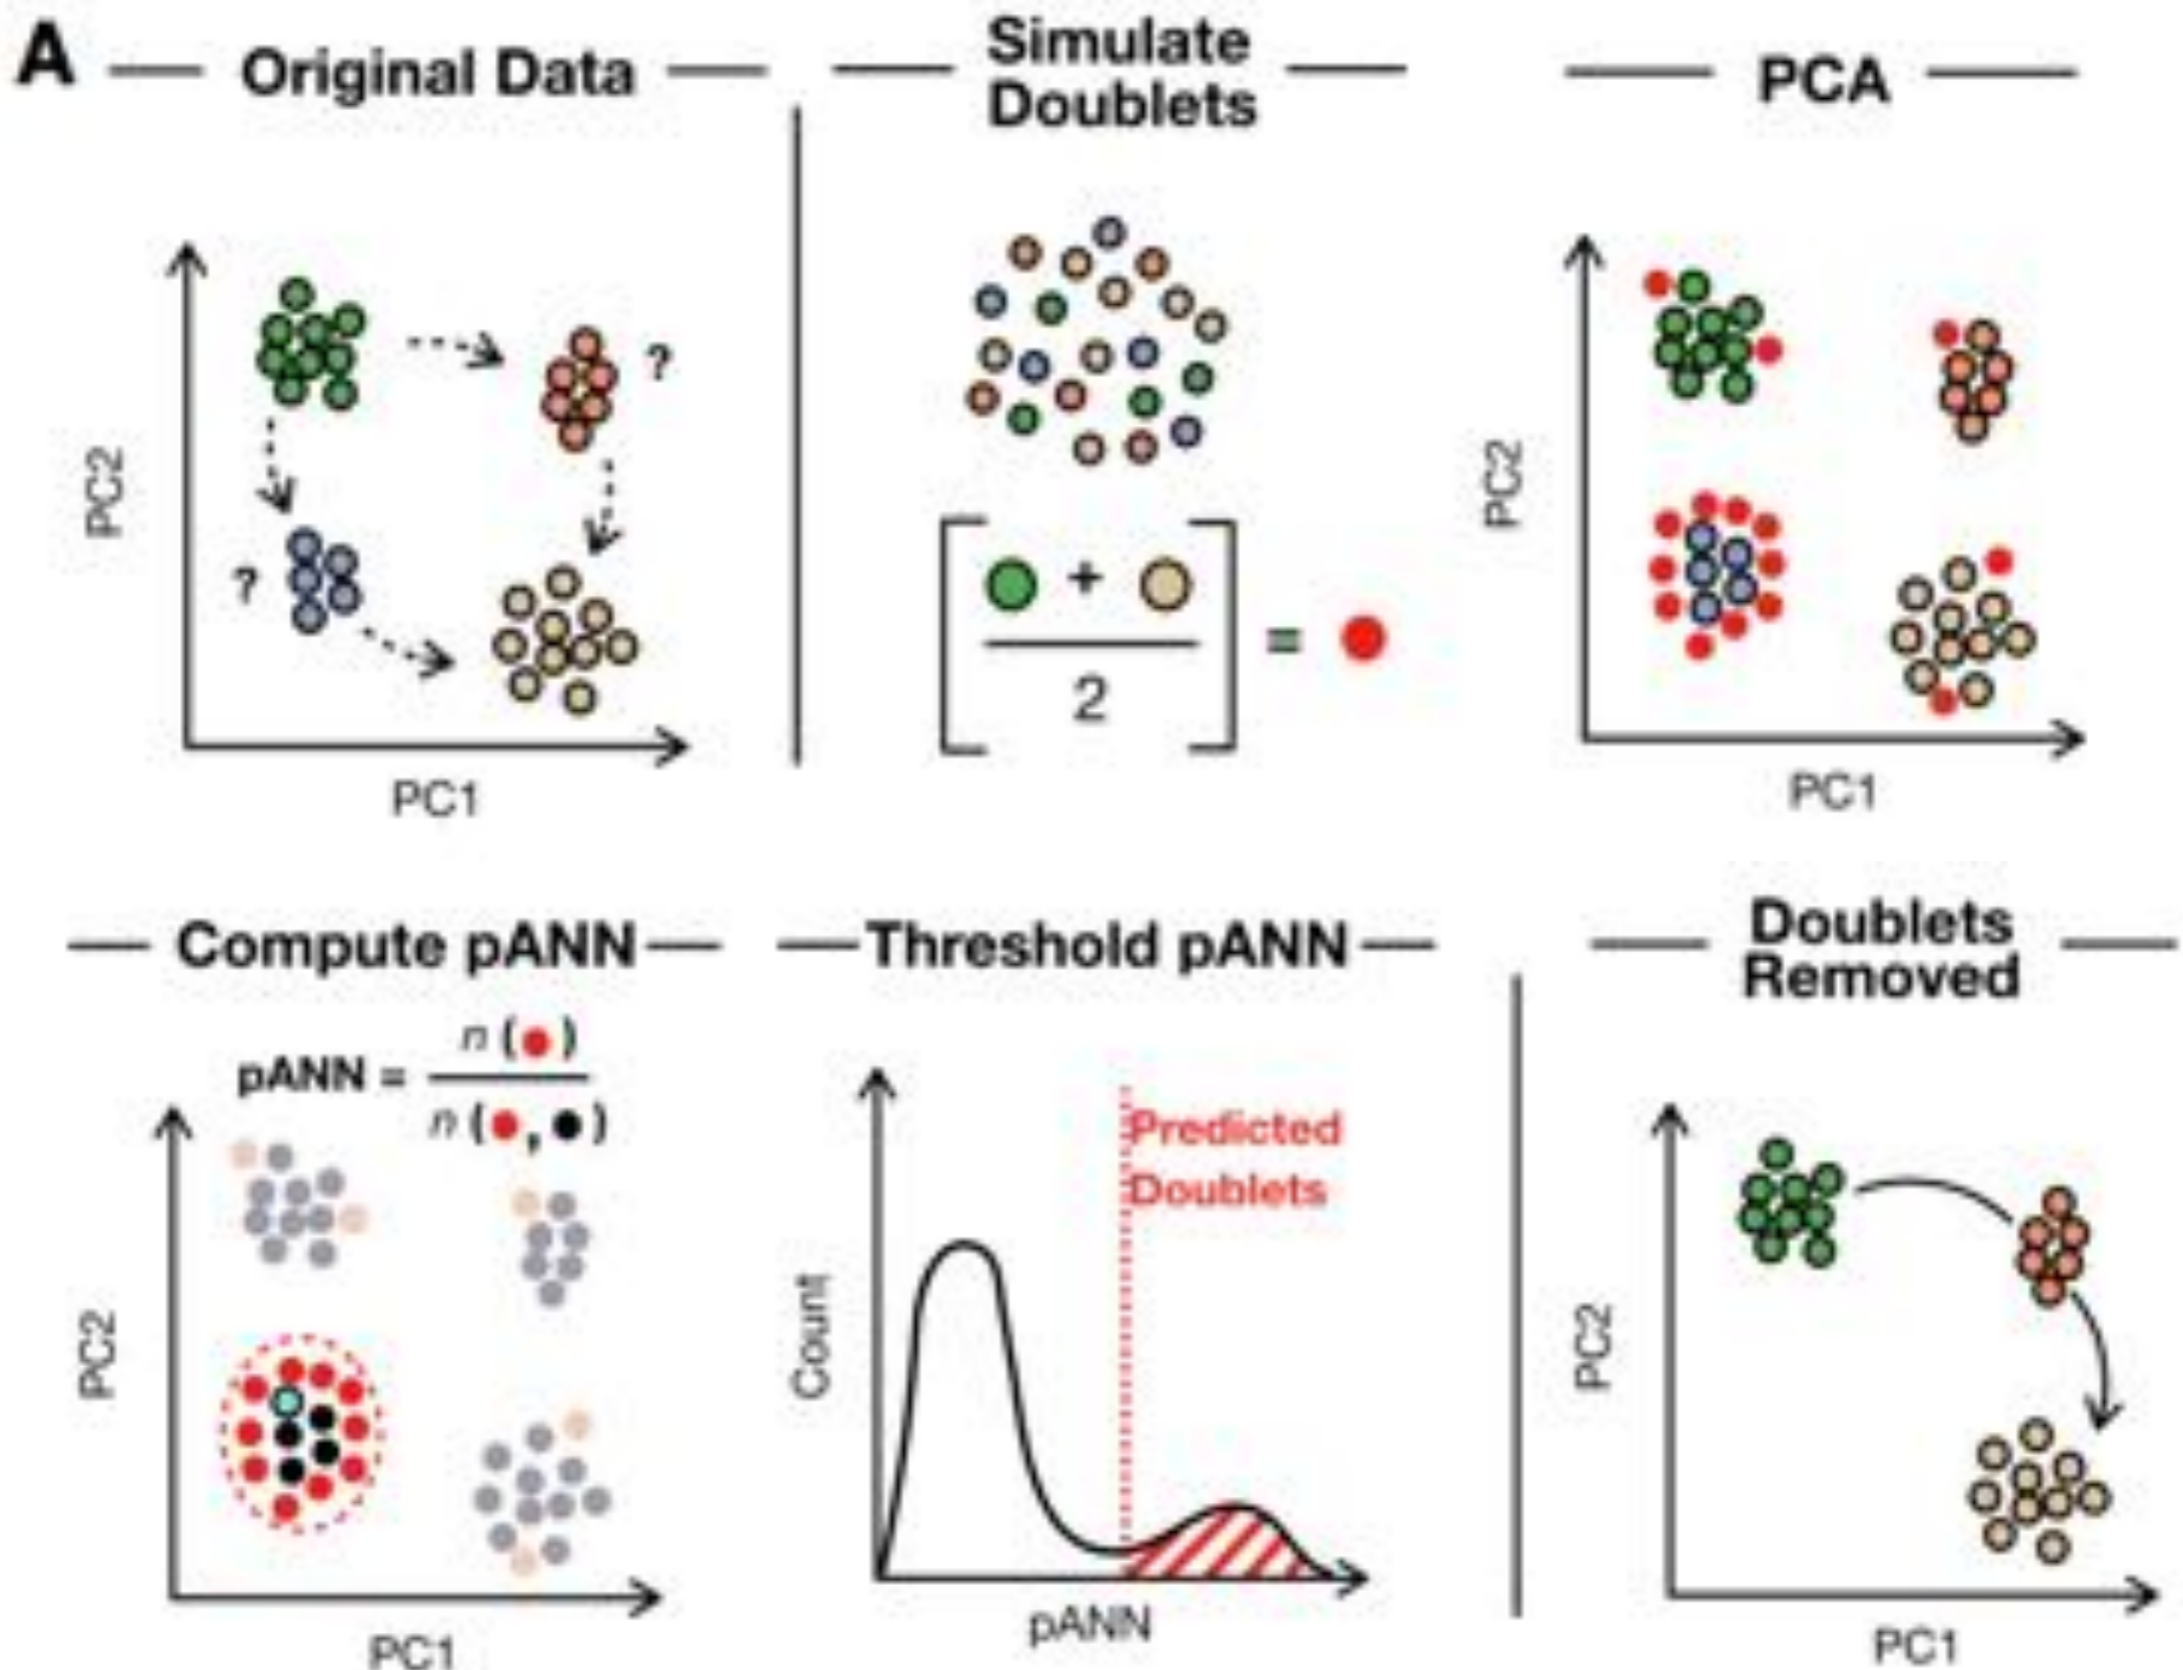 A
Original Data
Simulate
Doublets
PCA
?
?
PC2
PC1
+
2
=
PC2
PC1
Compute pANN
Threshold pANN
Doublets
Removed
pANN =
n ( )
n ( , )
PC2
PC1
Predicted
Doublets
Count
pANN
PC2
PC1